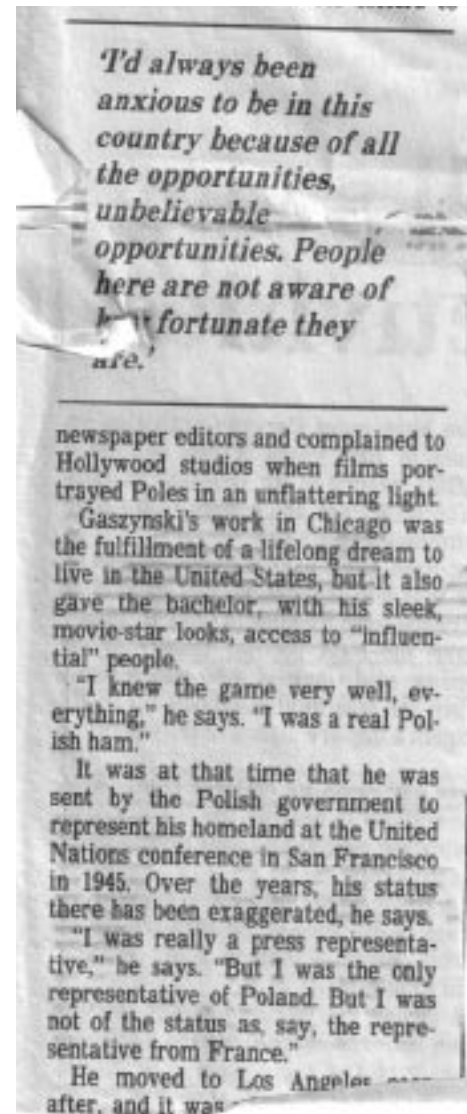 'I'd always been
anxious to be in this
country because of all
the opportunities,
unbelievable
opportunities. People
here are not aware of
fortunate they
are.'
newspaper editors and complained to
Hollywood studios when films por-
trayed Poles in an unflattering light.
Gaszynski's work in Chicago was
the fulfillment of a lifelong dream to
live in the United States, but it also
gave the bachelor, with his sleek,
movie-star looks, access to "influen-
tial" people.
"I knew the game very well, ev-
erything," he says. "I was a real Pol-
ish ham."
It was at that time that he was
sent by the Polish government to
represent his homeland at the United
Nations conference in San Francisco
in 1945. Over the years, his status
there has been exaggerated, he says.
"I was really a press representa-
tive," he says. "But I was the only
representative of Poland. But I was
not of the status as, say, the repre-
sentative from France."
He moved to Los Angeles
after, and it was